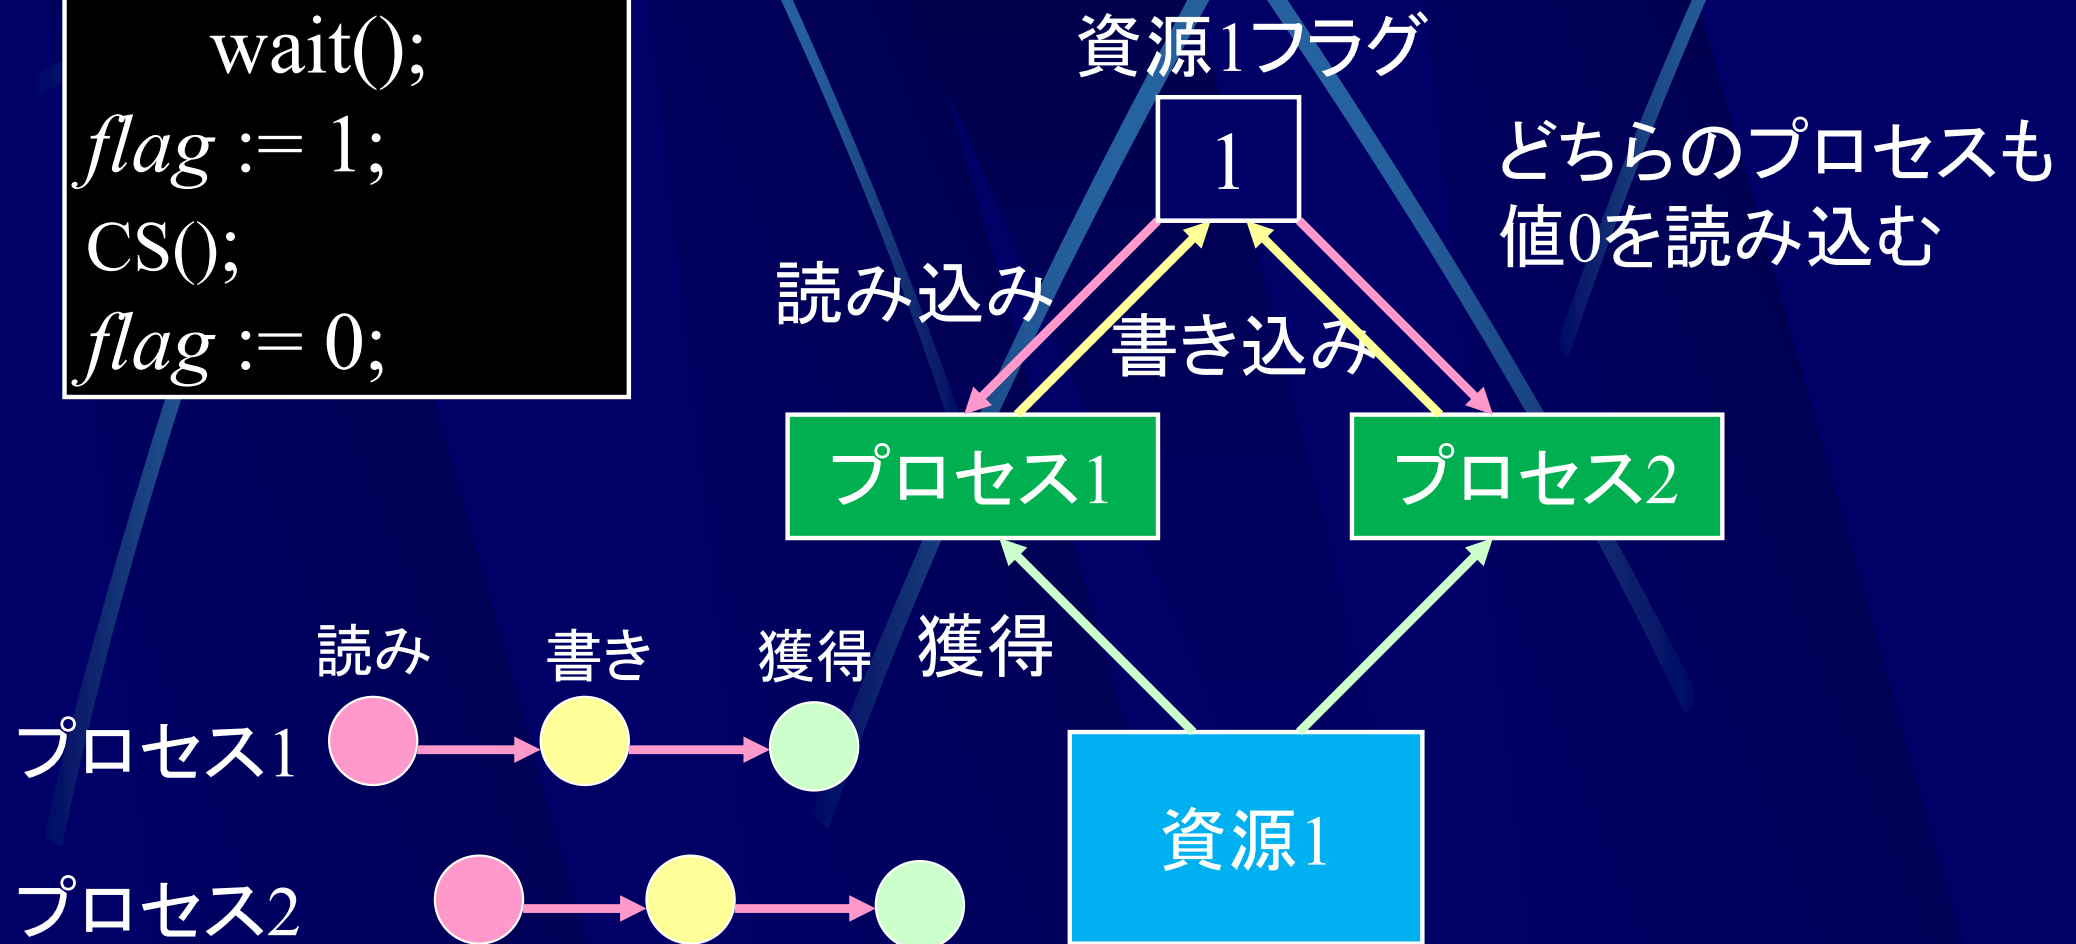 wait();
flag := 1;
CS();
flag := 0;
資源1フラグ
1
どちらのプロセスも
値0を読み込む
読み込み
書き込み
プロセス1
プロセス2
獲得
資源1
読み 書き 獲得
プロセス1
プロセス2